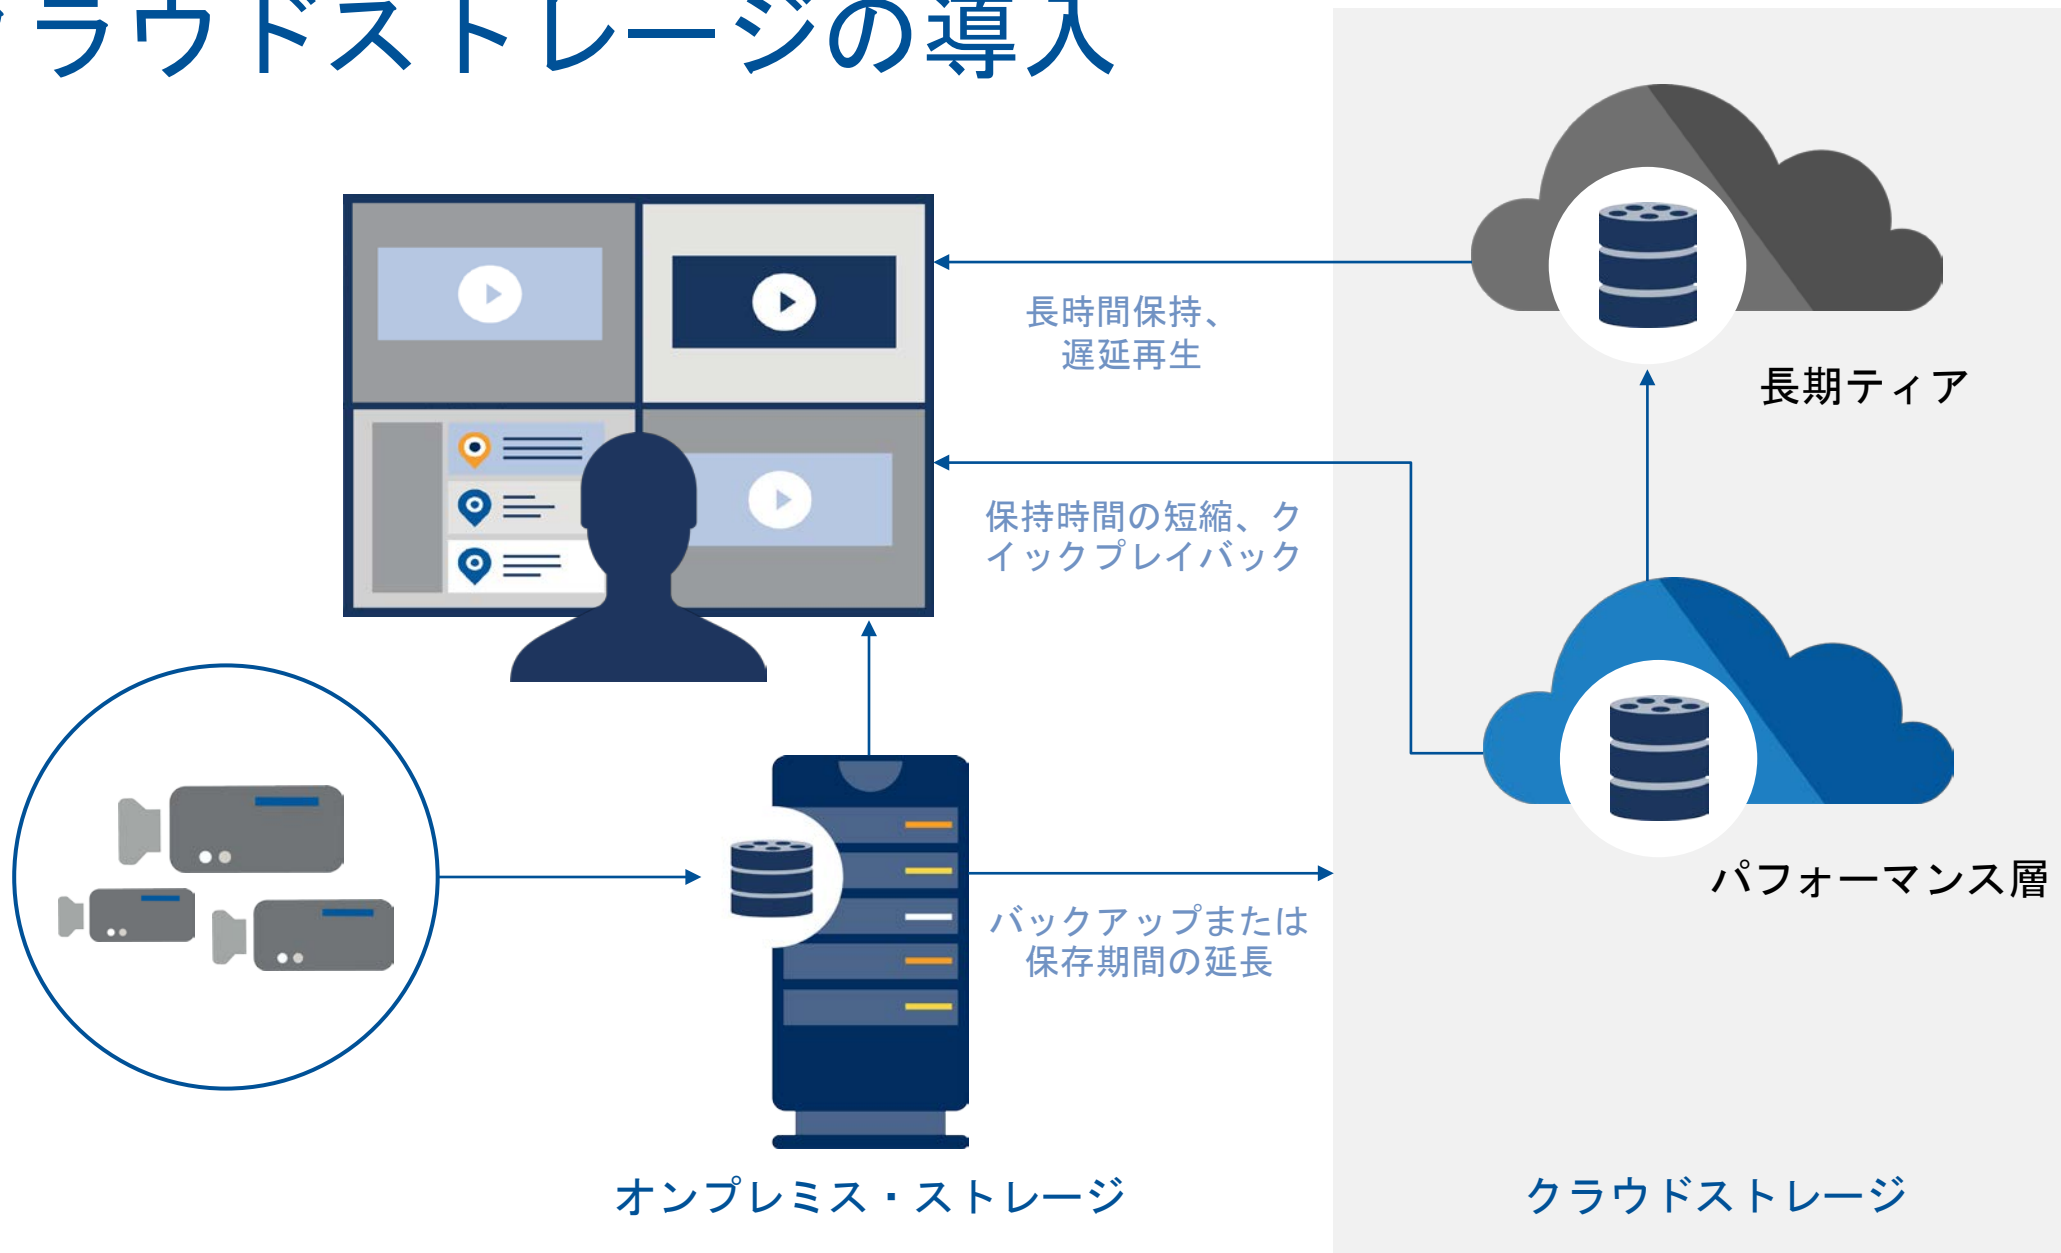 クラウドストレージの導入
長時間保持、
遅延再生
長期ティア
保持時間の短縮、ク
イックプレイバック
パフォーマンス層
バックアップまたは
保存期間の延長
オンプレミス・ストレージ
クラウドストレージ